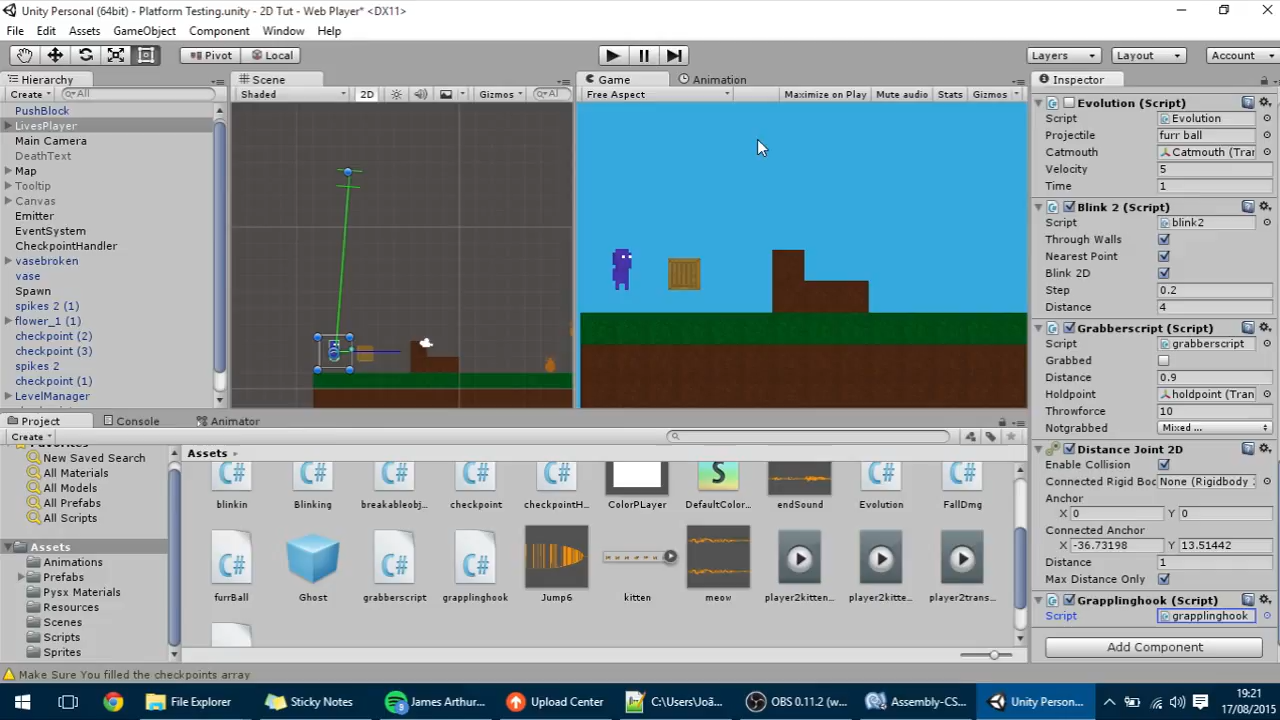 Unity Personal (64bit) - Platform Testing.unity - 2D Tut - Web Player* <DX11>
File Edit Assets GameObject Component Window Help
Pivot Local Layers Layout Account
Hierarchy
Create All
PushBlock
LivesPlayer
Main Camera
DeathText
Map
Tooltip
Canvas
Emitter
EventSystem
CheckpointHandler
vasebroken
vase
Spawn
spikes 2 (1)
flower_1 (1)
checkpoint (2)
checkpoint (3)
spikes 2
checkpoint (1)
LevelManager
Scene
Shaded 2D Gizmos All
Game Animation
Free Aspect Maximize on Play Mute audio Stats Gizmos
Inspector
Evolution (Script)
Script Evolution
Projectile furr ball
Catmouth Catmouth (Tran
Velocity 5
Time 1
Blink 2 (Script)
Script blink2
Through Walls
Nearest Point
Blink 2D
Step 0.2
Distance 4
Grabberscript (Script)
Script grabberscript
Grabbed
Distance 0.9
Holdpoint holdpoint (Tran
Throwforce 10
Notgrabbed Mixed ...
Distance Joint 2D
Enable Collision
Connected Rigid Boc None (Rigidbody
Anchor
X 0 Y 0
Connected Anchor
X -36.73198 Y 13.51442
Distance 1
Max Distance Only
Grapplinghook (Script)
Script grapplinghook
Add Component
Project Console Animator
Create
Favorites
New Saved Search
All Materials
All Models
All Prefabs
All Scripts
Assets
Animations
Prefabs
Pysx Materials
Resources
Scenes
Scripts
Sprites
Assets
C# C# C# C# C# S C# C#
blinkin Blinking breakableobj... checkpoint checkpointH... ColorPLayer DefaultColor... endSound Evolution FallDmg
C# C# C#
furrBall Ghost grabberscript grapplinghook Jump6 kitten meow player2kitten... player2kitte... player2trans...
Make Sure You filled the checkpoints array
File Explorer Sticky Notes James Arthur... Upload Center C:\Users\Joã... OBS 0.11.2 (w... Assembly-CS... Unity Person...
19:21
17/08/2015